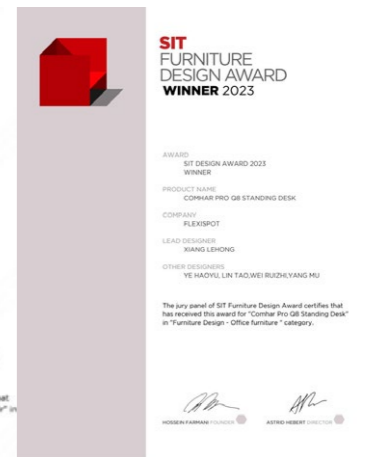 SIT
FURNITURE
DESIGN AWARD
WINNER 2023
AWARD
SIT DESIGN AWARD 2023
WINNER
PRODUCT NAME
COMHAR PRO Q8 STANDING DESK
COMPANY
FLEXISPOT
LEAD DESIGNER
XIANG LEHONG
OTHER DESIGNERS
YE HAOYU, LIN TAO,WEI RUIZHI,YANG MU
The jury panel of SIT Furniture Design Award certifies that
has received this award for "Comhar Pro Q8 Standing Desk"
in "Furniture Design - Office furniture " category.
HOSSEIN FARMANI FOUNDER
ASTRID HEBERT DIRECTOR